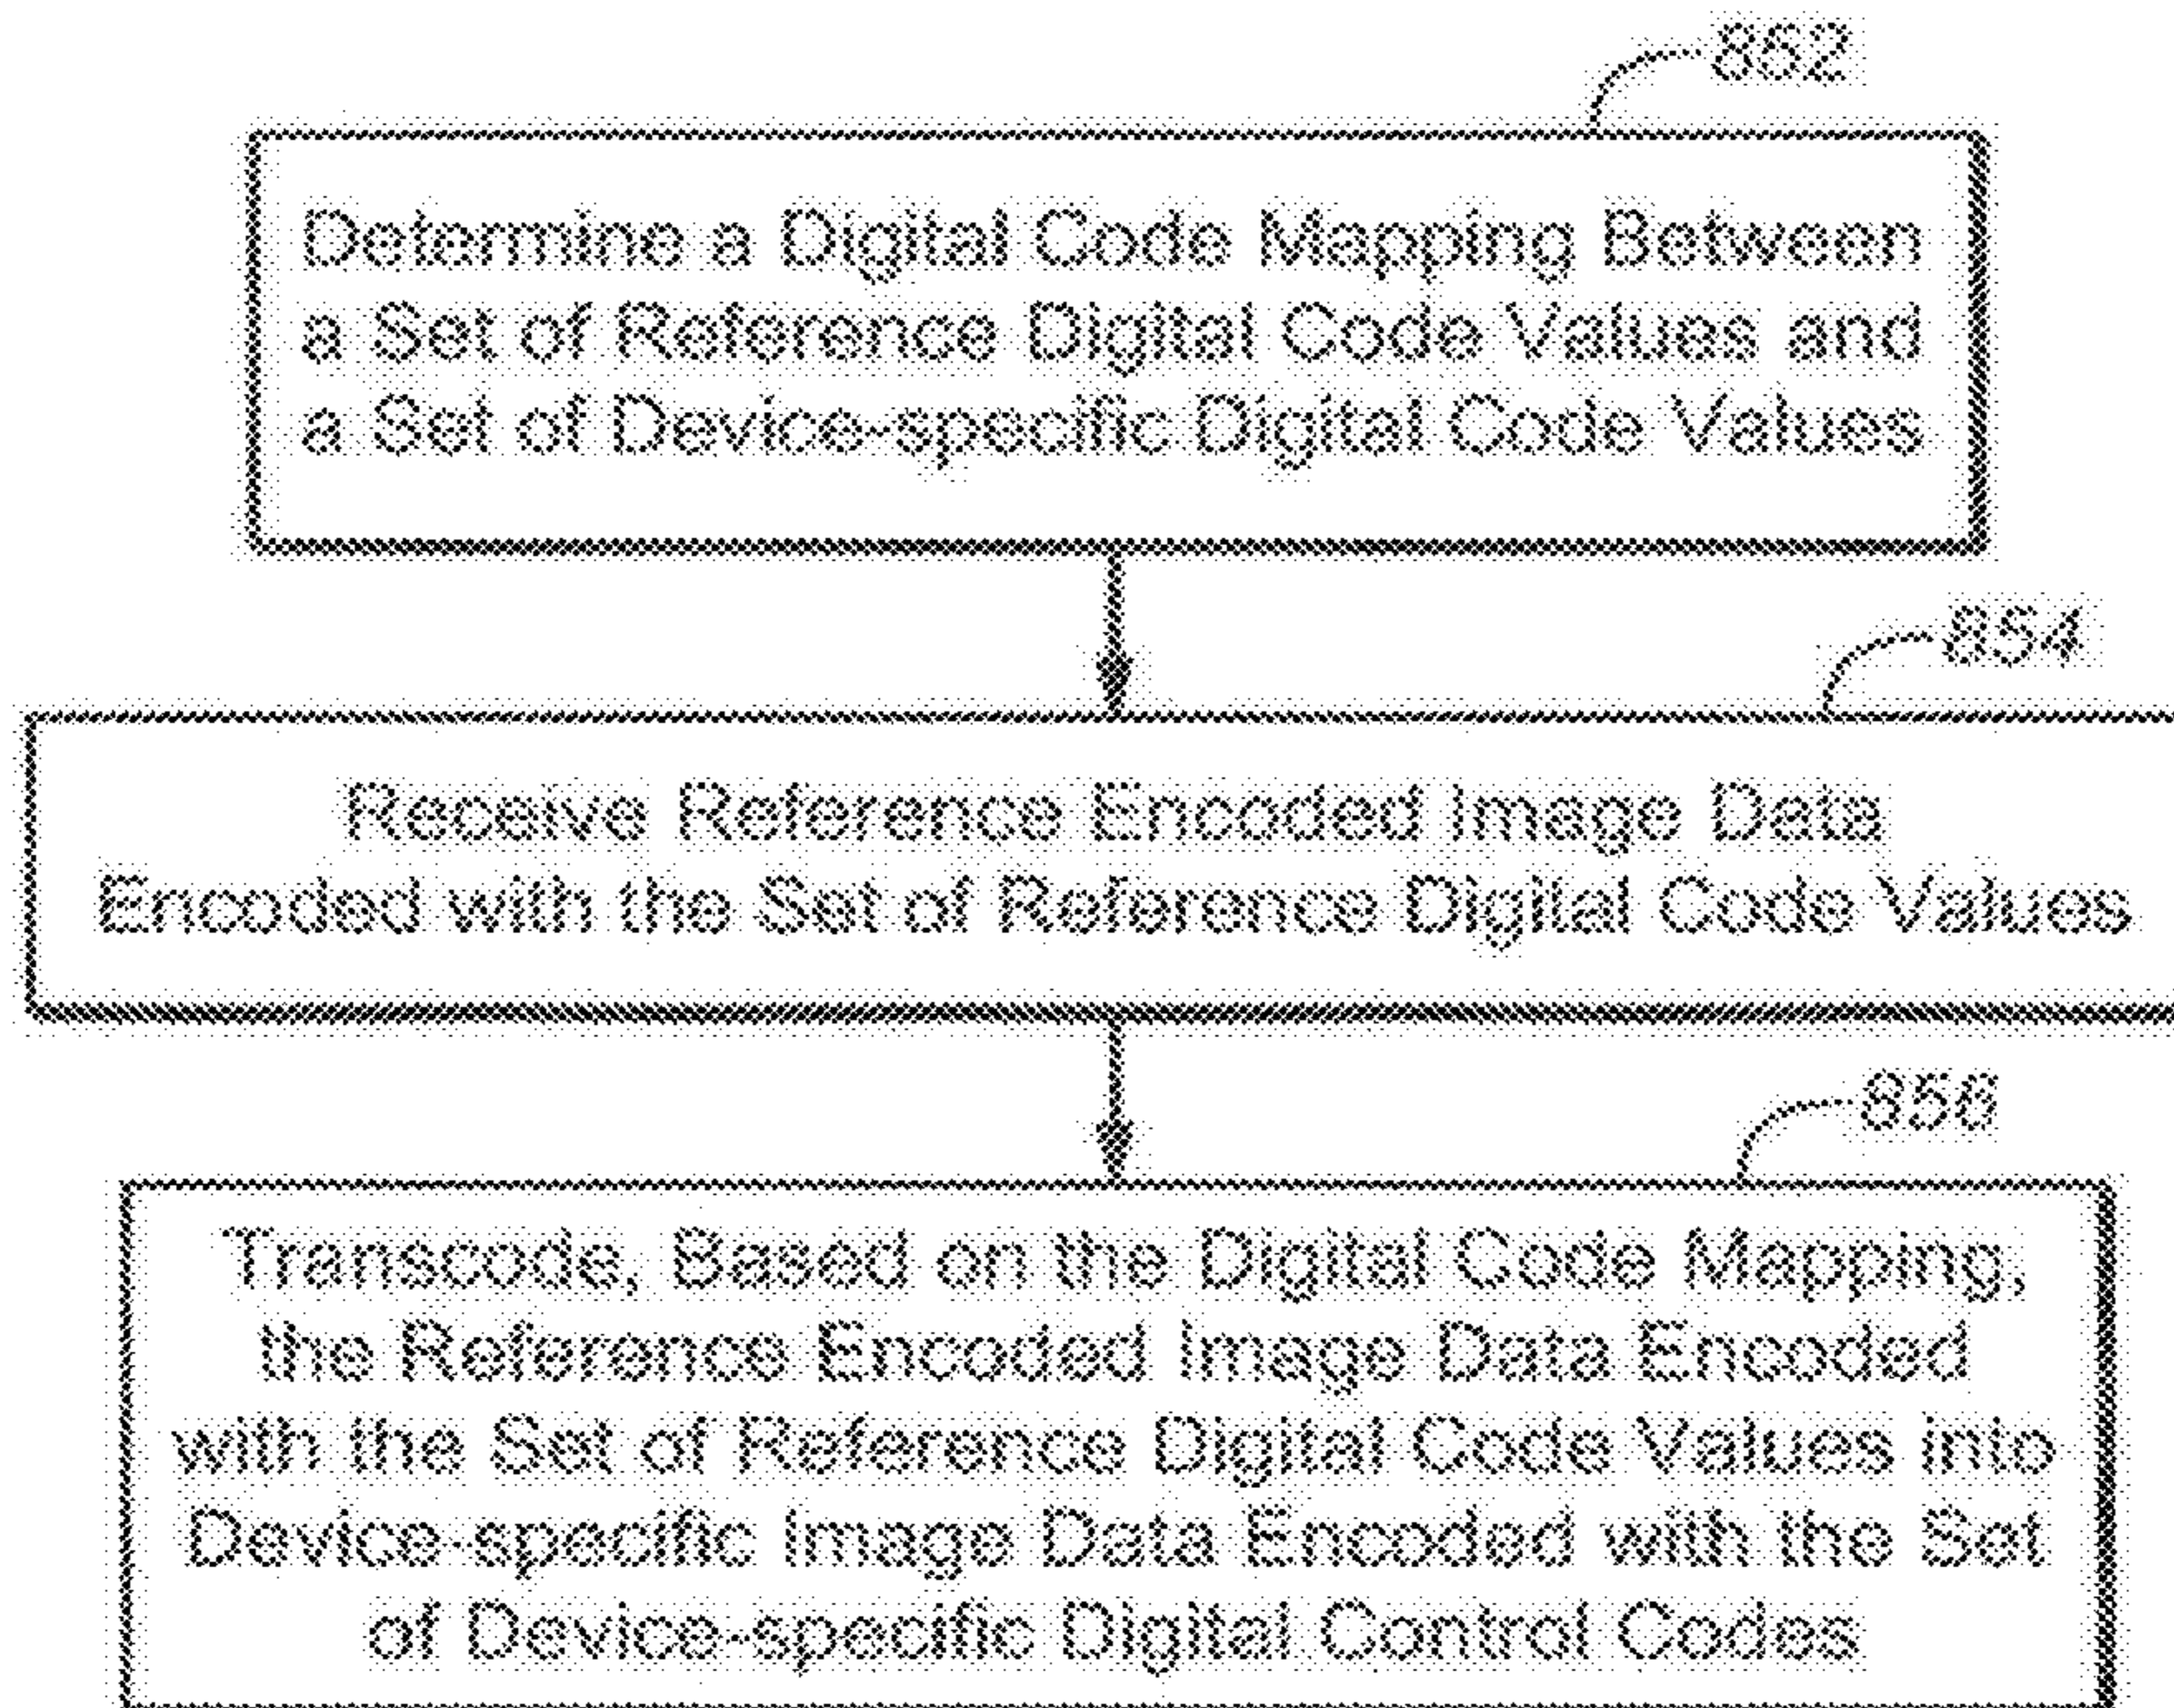 852
Determine a Digital Code Mapping Between
a Set of Reference Digital Code Values and
a Set of Device-specific Digital Code Values
854
Receive Reference Encoded Image Data
Encoded with the Set of Reference Digital Code Values
856
Transcode, Based on the Digital Code Mapping,
the Reference Encoded Image Data Encoded
with the Set of Reference Digital Code Values into
Device-specific Image Data Encoded with the Set
of Device-specific Digital Control Codes